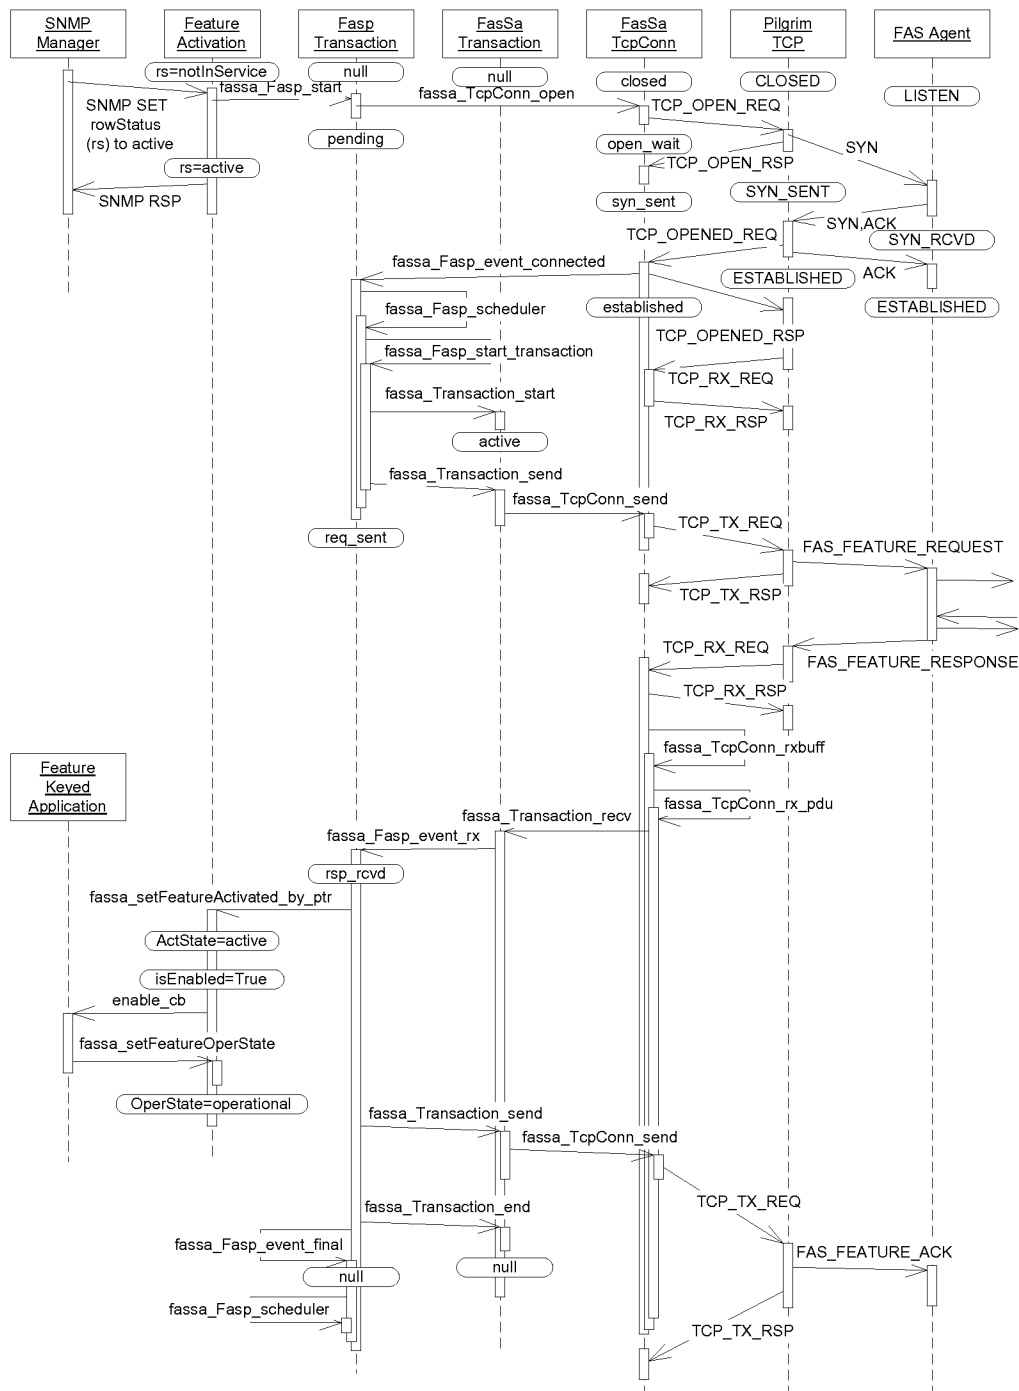 SNMP
Manager
Feature
Activation
Fasp
Transaction
FasSa
Transaction
FasSa
TcpConn
Pilgrim
TCP
FAS Agent
rs=notInService
null
null
closed
CLOSED
LISTEN
fassa_Fasp_start
fassa_TcpConn_open
TCP_OPEN_REQ
SNMP SET
rowStatus
(rs) to active
pending
open_wait
SYN
rs=active
TCP_OPEN_RSP
SNMP RSP
syn_sent
SYN_SENT
SYN,ACK
TCP_OPENED_REQ
SYN_RCVD
fassa_Fasp_event_connected
ACK
ESTABLISHED
established
ESTABLISHED
fassa_Fasp_scheduler
TCP_OPENED_RSP
fassa_Fasp_start_transaction
TCP_RX_REQ
fassa_Transaction_start
TCP_RX_RSP
active
fassa_Transaction_send
fassa_TcpConn_send
TCP_TX_REQ
req_sent
FAS_FEATURE_REQUEST
TCP_TX_RSP
TCP_RX_REQ
FAS_FEATURE_RESPONSE
TCP_RX_RSP
fassa_TcpConn_rxbuff
Feature
Keyed
Application
fassa_TcpConn_rx_pdu
fassa_Transaction_recv
fassa_Fasp_event_rx
rsp_rcvd
fassa_setFeatureActivated_by_ptr
ActState=active
isEnabled=True
enable_cb
fassa_setFeatureOperState
OperState=operational
fassa_Transaction_send
fassa_TcpConn_send
TCP_TX_REQ
fassa_Transaction_end
fassa_Fasp_event_final
FAS_FEATURE_ACK
null
null
fassa_Fasp_scheduler
TCP_TX_RSP